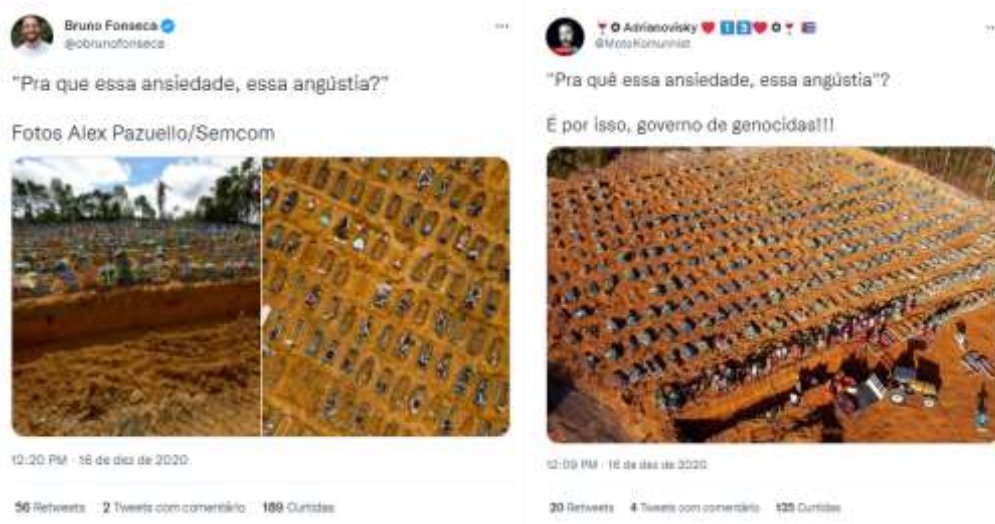 Bruno Fonseca
@obrunofonseca
"Pra que essa ansiedade, essa angústia?"
Fotos Alex Pazuello/Semcom
12:20 PM · 16 de dez de 2020
56 Retweets 2 Tweets com comentário 189 Curtidas
Adrianovisky
@MotoKomunist
"Pra quê essa ansiedade, essa angústia"?
É por isso, governo de genocidas!!!
12:09 PM · 16 de dez de 2020
20 Retweets 4 Tweets com comentário 135 Curtidas